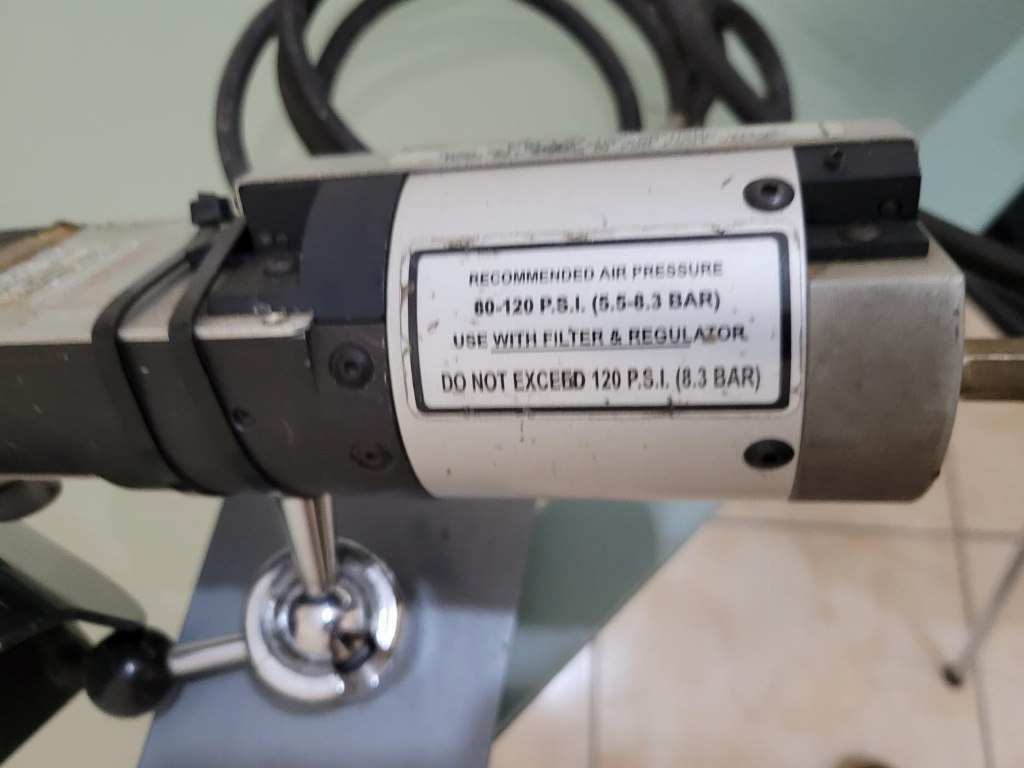 RECOMMENDED AIR PRESSURE
80-120 P.S.I. (5.5-8.3 BAR)
USE WITH FILTER & REGULATOR
DO NOT EXCEED 120 P.S.I. (8.3 BAR)